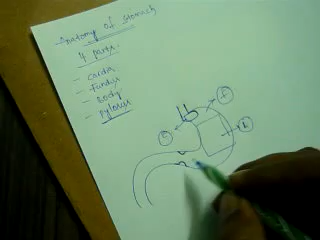 Anatomy of Stomach
4 parts
- Cardia
- Fundus
- Body
- Pylorus